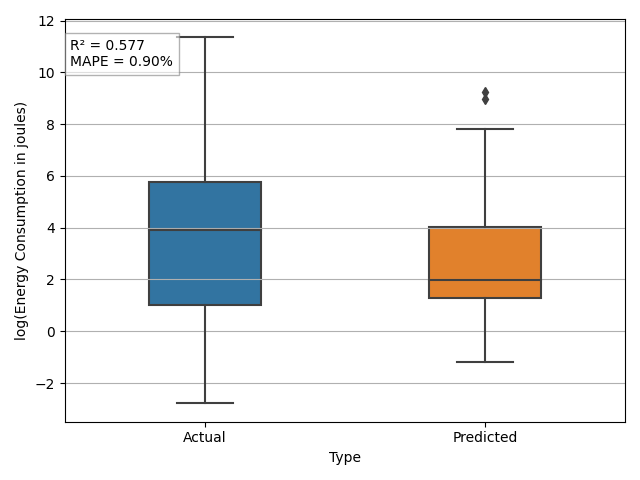 R² = 0.577
MAPE = 0.90%
12
10
8
6
4
2
0
−2
log(Energy Consumption in joules)
Actual
Predicted
Type